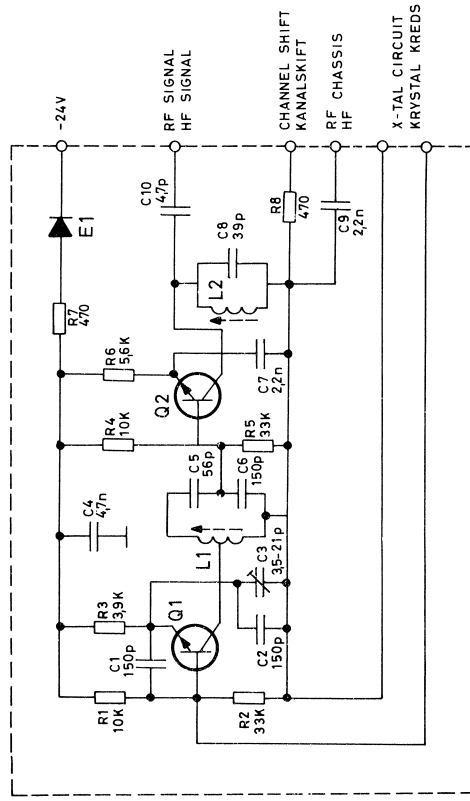 -24V
RF SIGNAL
HF SIGNAL
CHANNEL SHIFT
KANALSKIFT
RF CHASSIS
HF
X-TAL CIRCUIT
KRYSTAL KREDS
E1
R7
470
C10
4,7p
R8
470
C9
2,2n
C8
39p
L2
R6
5,6K
C7
2,2n
Q2
R4
10K
R5
33K
C5
56p
C6
150p
C4
4,7n
L1
C3
3,5-21p
R3
3,9K
Q1
C1
150p
C2
150p
R1
10K
R2
33K